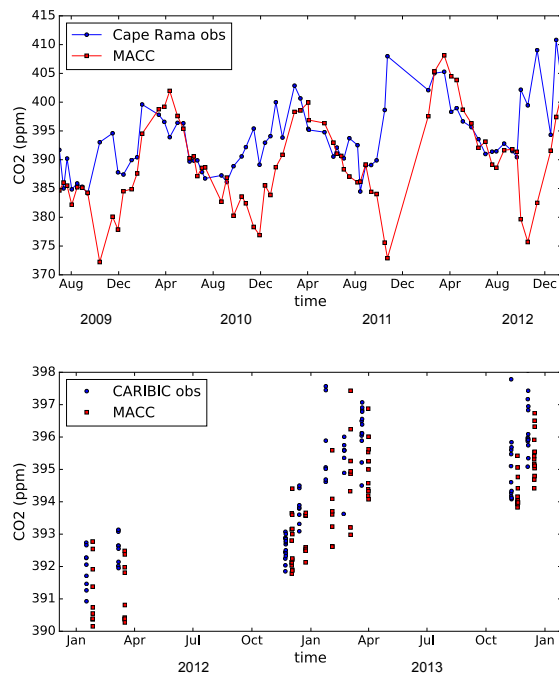 415
410
405
400
395
390
385
380
375
370
CO2 (ppm)
Cape Rama obs
MACC
Aug Dec Apr Aug Dec Apr Aug Dec Apr Aug Dec
time
2009 2010 2011 2012
398
397
396
395
394
393
392
391
390
CO2 (ppm)
CARIBIC obs
MACC
Jan Apr Jul Oct Jan Apr Jul Oct Jan
time
2012 2013